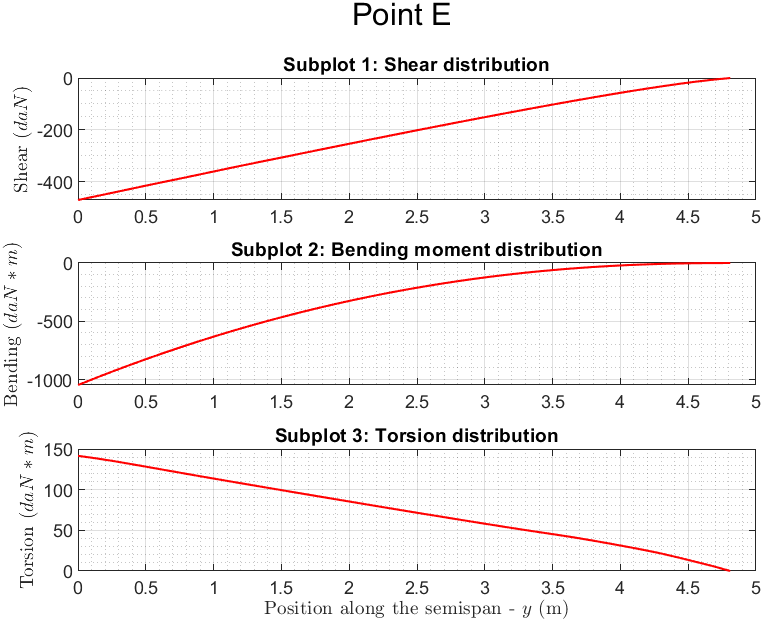 Point E
Subplot 1: Shear distribution
Shear (daN)
0
-200
-400
0 0.5 1 1.5 2 2.5 3 3.5 4 4.5 5
Subplot 2: Bending moment distribution
Bending (daN * m)
0
-500
-1000
0 0.5 1 1.5 2 2.5 3 3.5 4 4.5 5
Subplot 3: Torsion distribution
Torsion (daN * m)
150
100
50
0
0 0.5 1 1.5 2 2.5 3 3.5 4 4.5 5
Position along the semispan - y (m)